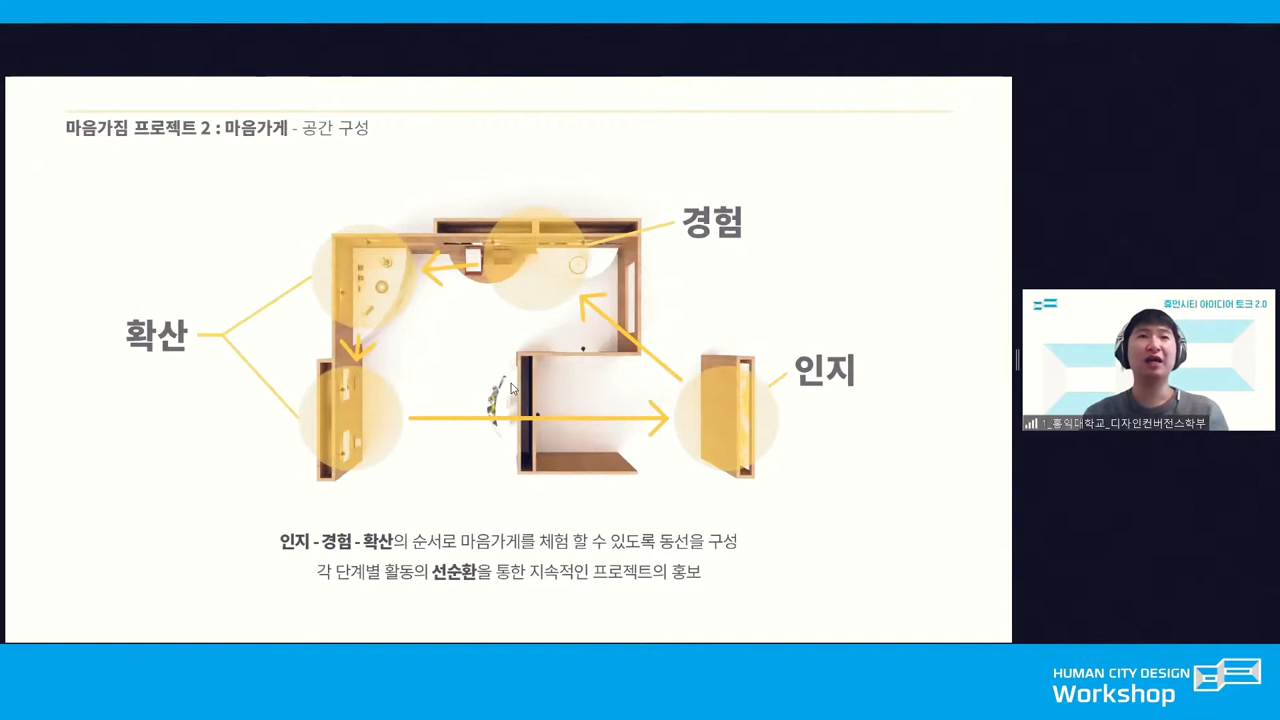 마음가짐 프로젝트 2 : 마음가게 - 공간 구성
경험
확산
인지
인지 - 경험 - 확산의 순서로 마음가게를 체험 할 수 있도록 동선을 구성
각 단계별 활동의 선순환을 통한 지속적인 프로젝트의 홍보
휴먼시티 아이디어 토크 2.0
1_홍익대학교_디자인컨버전스학부
HUMAN CITY DESIGN
Workshop